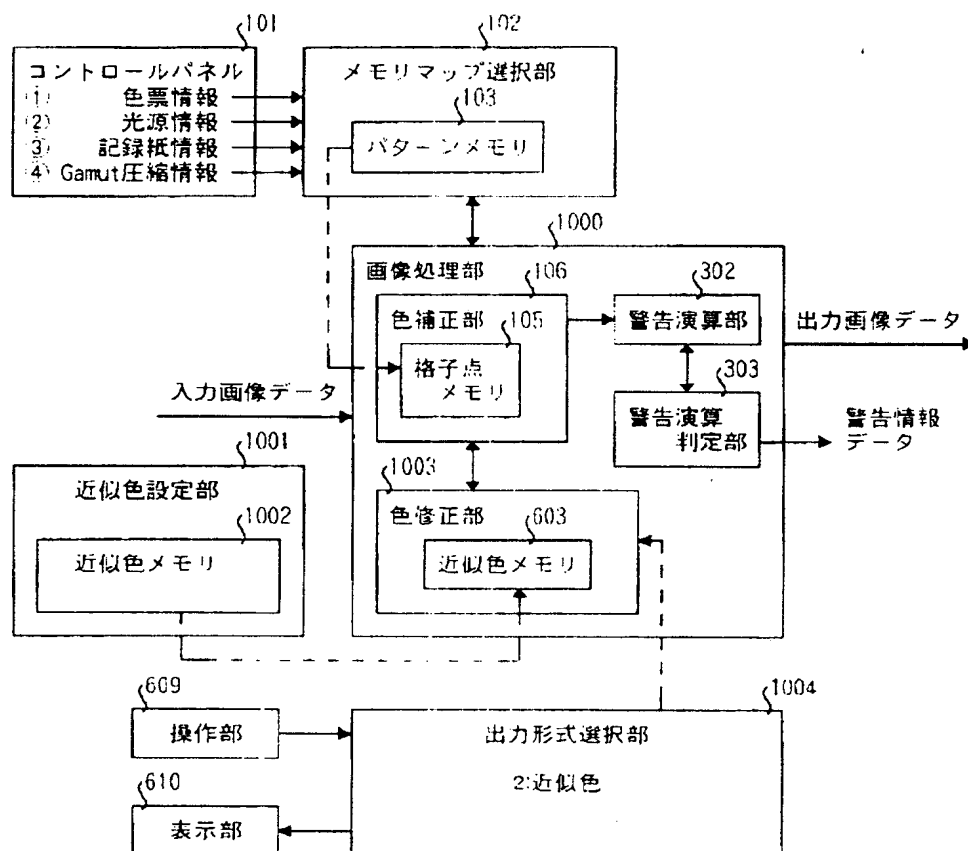 101
コントロールパネル
(1) 色票情報
(2) 光源情報
(3) 記録紙情報
(4) Gamut圧縮情報
102
メモリマップ選択部
103
パターンメモリ
1000
画像処理部
106
色補正部
105
格子点
メモリ
302
警告演算部
303
警告演算
判定部
出力画像データ
警告情報
データ
入力画像データ
1001
近似色設定部
1002
近似色メモリ
1003
色修正部
603
近似色メモリ
609
操作部
610
表示部
1004
出力形式選択部
2:近似色